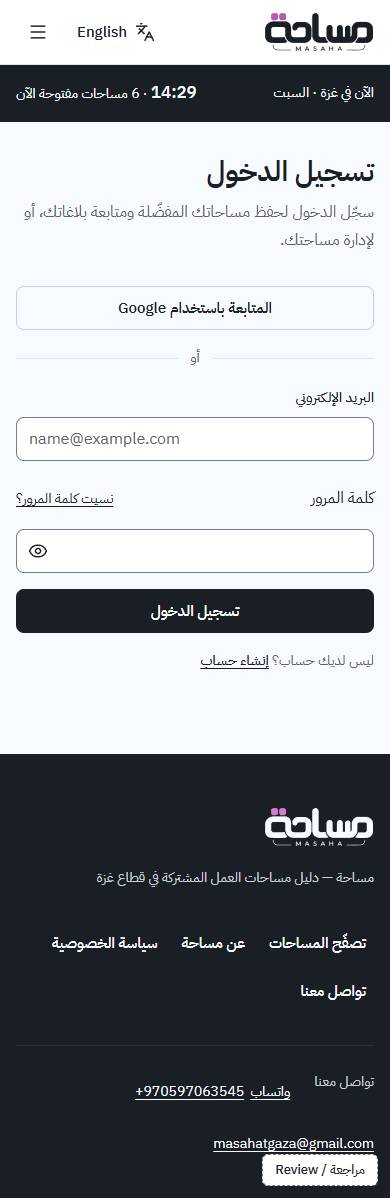 مساحة
MASAHA
English
الآن في غزة · السبت
14:29 · 6 مساحات مفتوحة الآن
تسجيل الدخول
سجّل الدخول لحفظ مساحاتك المفضّلة ومتابعة بلاغاتك، أو
لإدارة مساحتك.
المتابعة باستخدام Google
أو
البريد الإلكتروني
name@example.com
كلمة المرور
نسيت كلمة المرور؟
تسجيل الدخول
ليس لديك حساب؟ إنشاء حساب
مساحة
MASAHA
مساحة — دليل مساحات العمل المشتركة في قطاع غزة
تصفّح المساحات
عن مساحة
سياسة الخصوصية
تواصل معنا
تواصل معنا
واتساب +970597063545
masahatgaza@gmail.com
مراجعة / Review